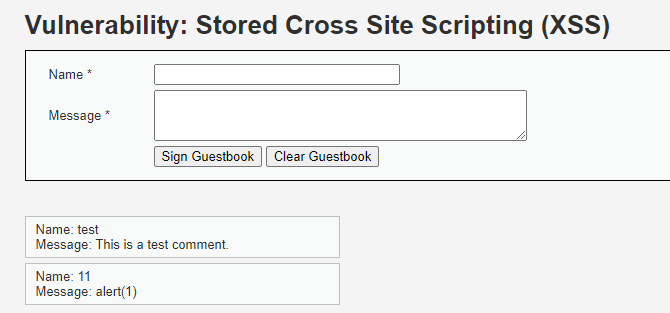 Vulnerability: Stored Cross Site Scripting (XSS)
Name *
Message *
Sign Guestbook Clear Guestbook
Name: test
Message: This is a test comment.
Name: 11
Message: alert(1)